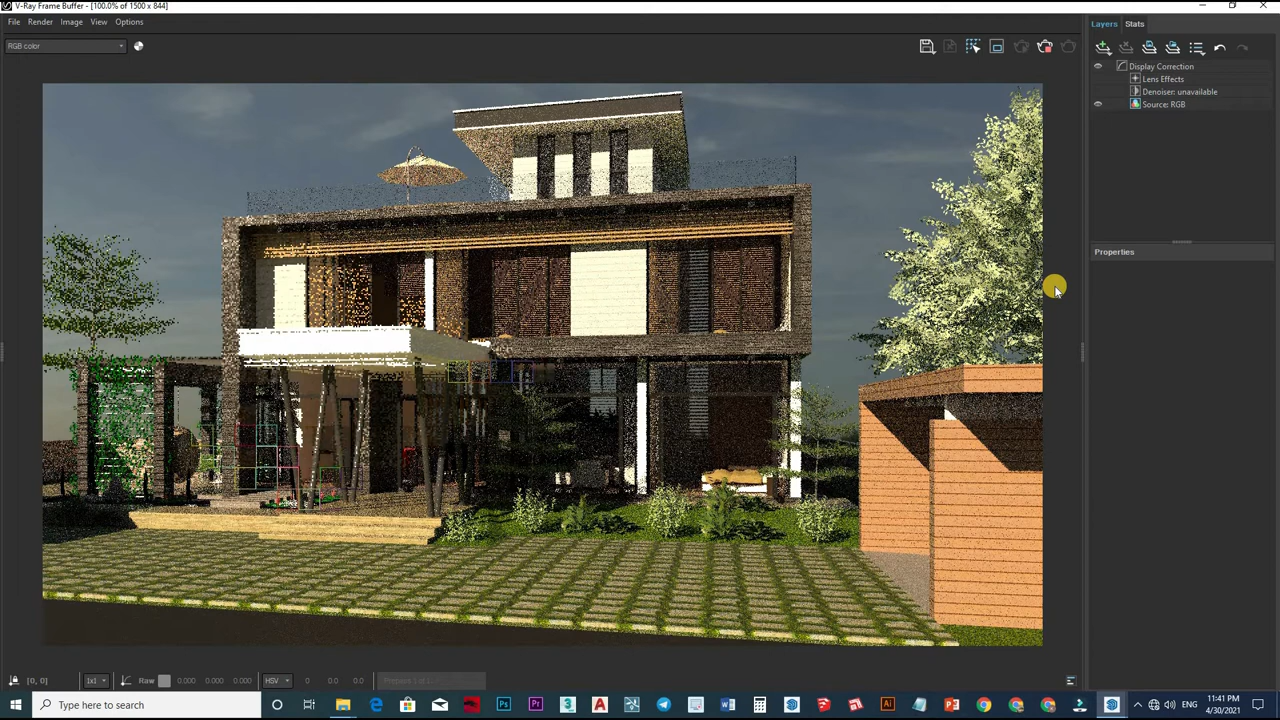 V-Ray Frame Buffer - [100.0% of 1500 x 844]
File Render Image View Options
Layers Stats
RGB color
Display Correction
Lens Effects
Denoiser: unavailable
Source: RGB
Properties
[0, 0] 1x1 Raw 0.000 0.000 0.000 HSV 0 0.0 0.0
Type here to search
11:41 PM
4/30/2021